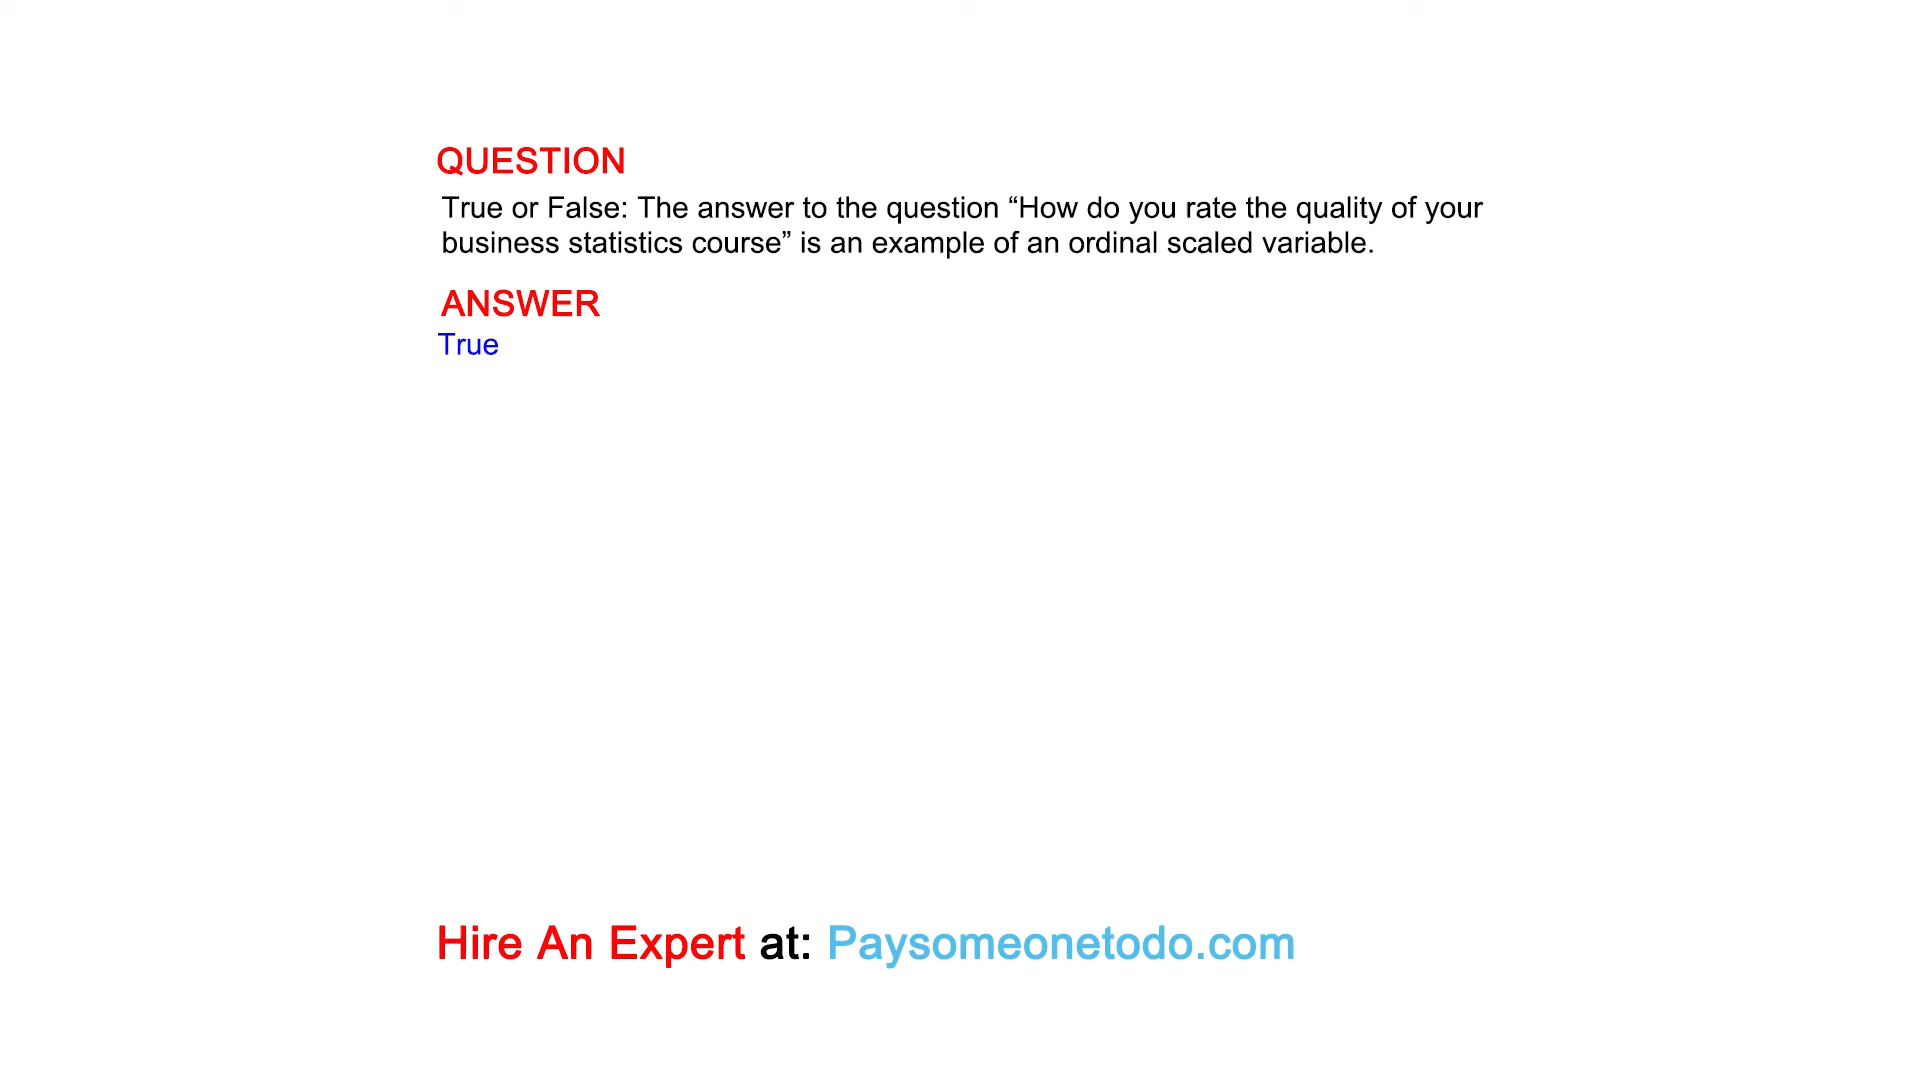 QUESTION
True or False: The answer to the question “How do you rate the quality of your
business statistics course” is an example of an ordinal scaled variable.
ANSWER
True
Hire An Expert at: Paysomeonetodo.com